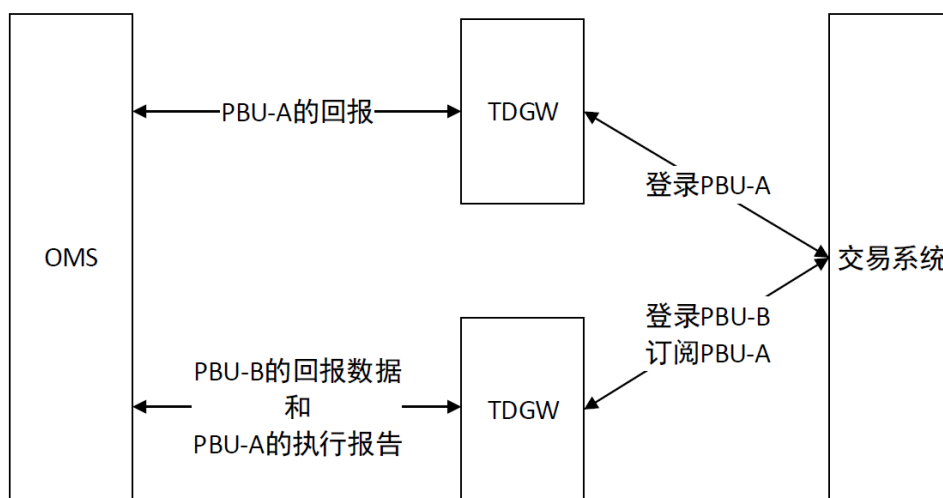 PBU-A的回报
TDGW
登录PBU-A
OMS
交易系统
登录PBU-B
订阅PBU-A
PBU-B的回报数据
和
PBU-A的执行报告
TDGW